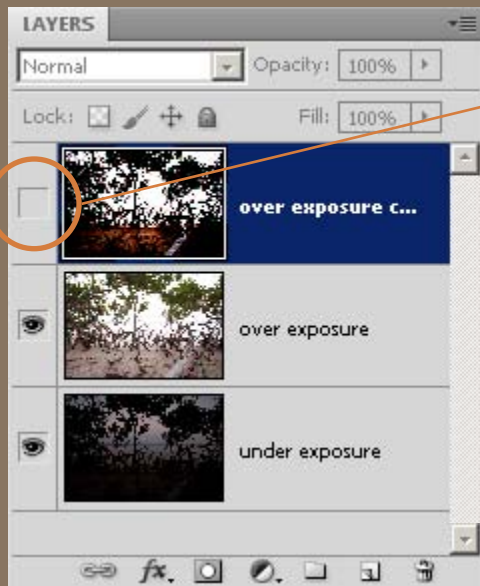 LAYERS
Normal Opacity: 100%
Lock: Fill: 100%
over exposure c...
over exposure
under exposure
fx.